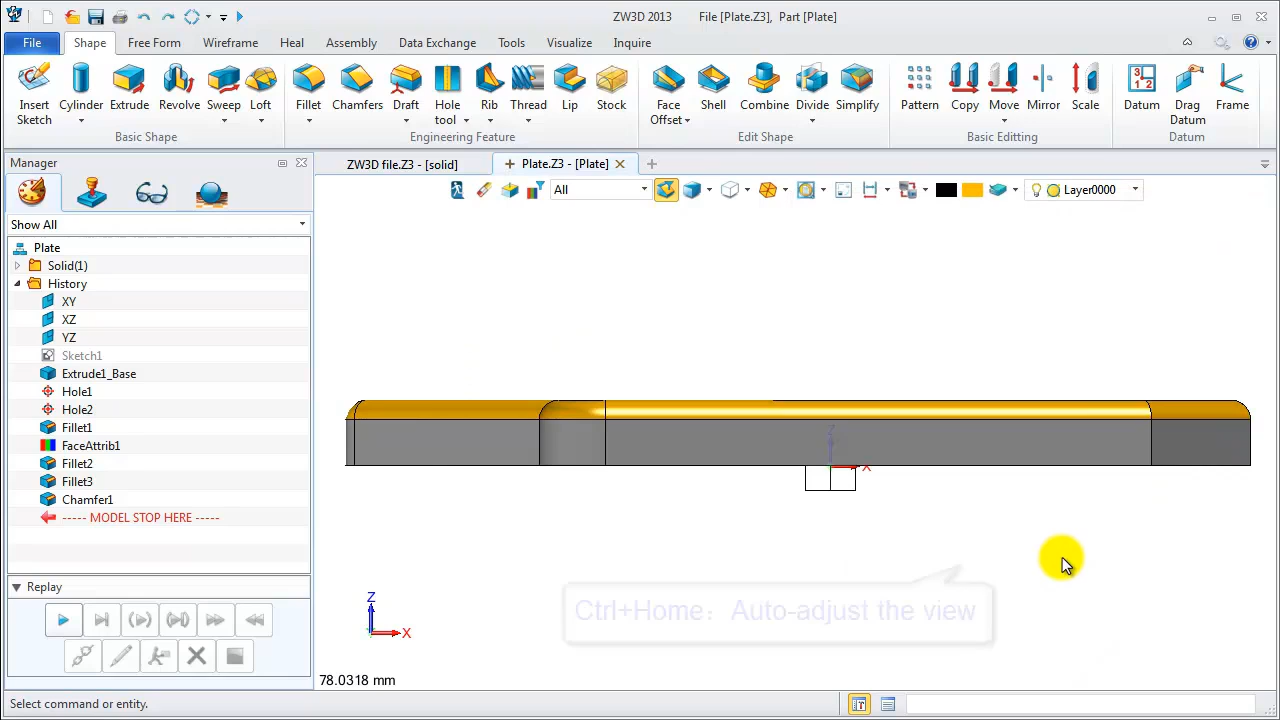 ZW3D 2013 File [Plate.Z3], Part [Plate]
File Shape Free Form Wireframe Heal Assembly Data Exchange Tools Visualize Inquire
Insert Sketch Cylinder Extrude Revolve Sweep Loft Fillet Chamfers Draft Hole tool Rib Thread Lip Stock Face Offset Shell Combine Divide Simplify Pattern Copy Move Mirror Scale Datum Drag Datum Frame
Basic Shape Engineering Feature Edit Shape Basic Editting Datum
Manager
ZW3D file.Z3 - [solid] Plate.Z3 - [Plate]
All Layer0000
Show All
Plate
Solid(1)
History
XY
XZ
YZ
Sketch1
Extrude1_Base
Hole1
Hole2
Fillet1
FaceAttrib1
Fillet2
Fillet3
Chamfer1
----- MODEL STOP HERE -----
Z
X
Replay
Ctrl+Home：Auto-adjust the view
Z
X
78.0318 mm
Select command or entity.